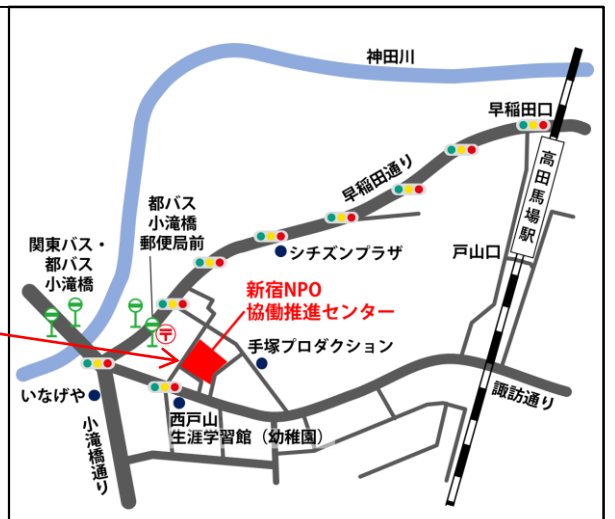 神田川
早稲田口
早稲田通り
高田馬場駅
都バス
小滝橋
郵便局前
関東バス・
都バス
小滝橋
シチズンプラザ
戸山口
新宿NPO
協働推進センター
〒
手塚プロダクション
いなげや
西戸山
生涯学習館（幼稚園）
諏訪通り
小滝橋通り